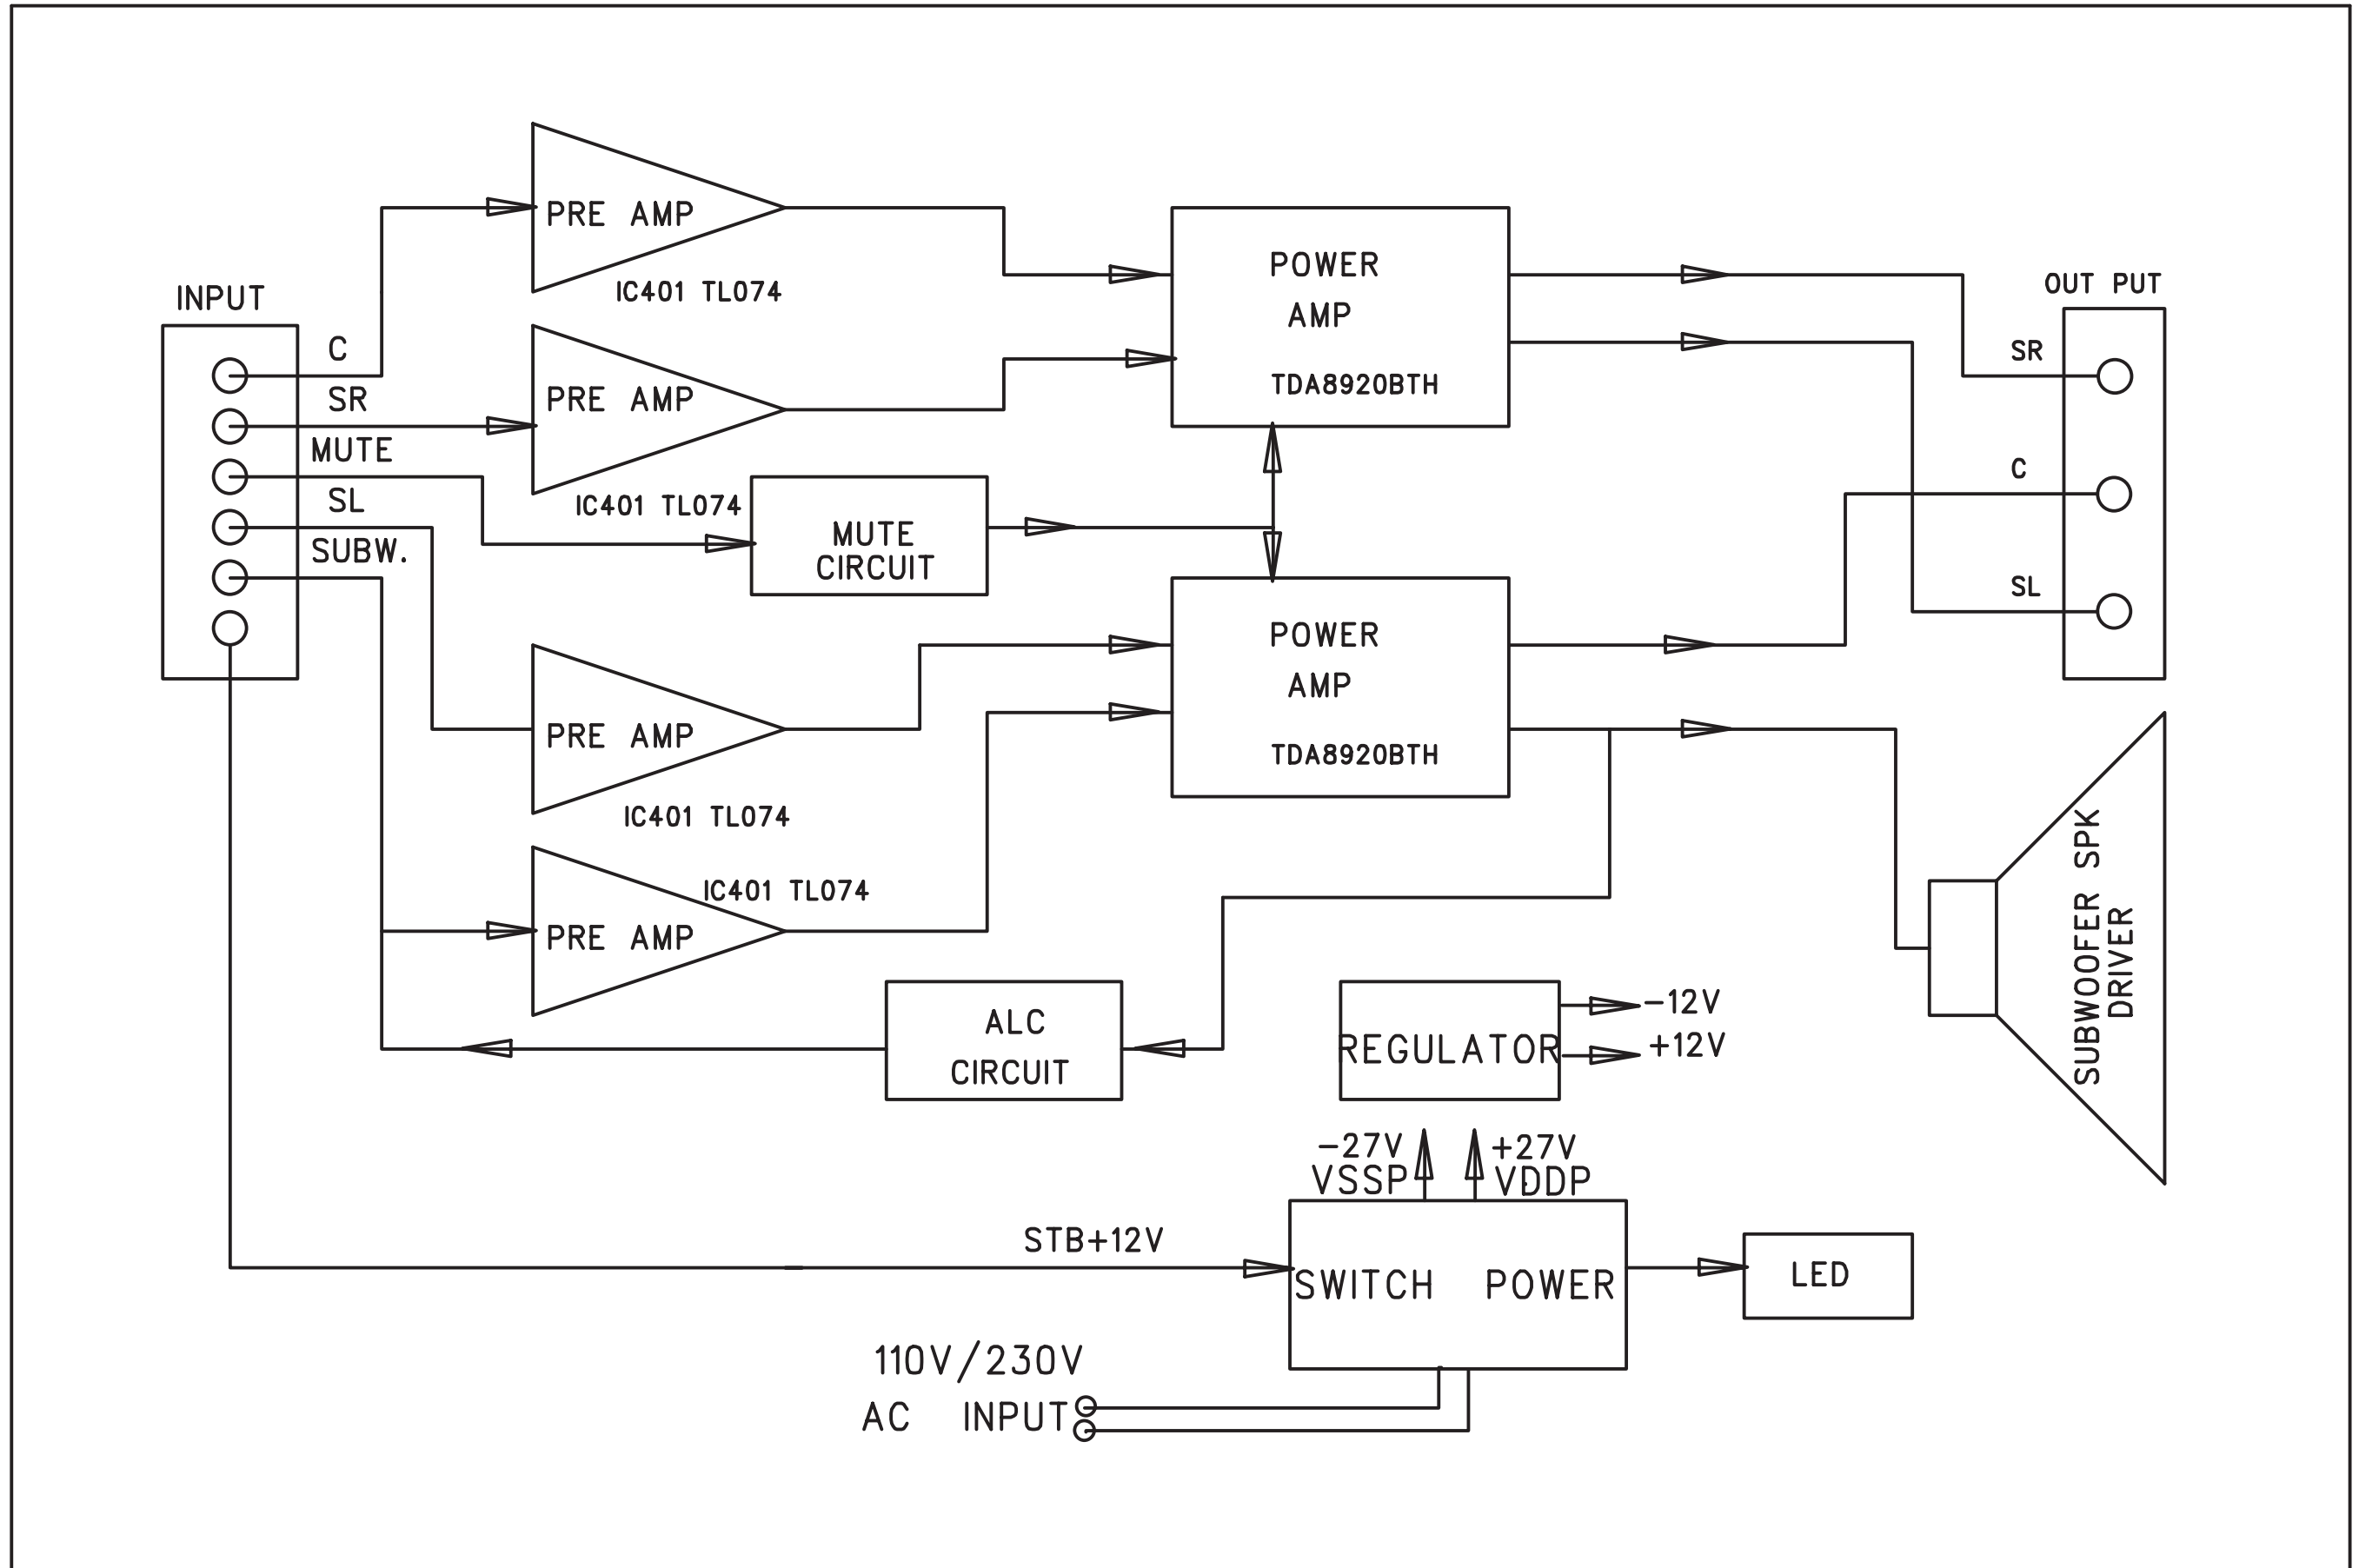 PRE AMP
IC401 TL074
INPUT
C
SR
MUTE
SL
SUBW.
PRE AMP
IC401 TL074
MUTE
CIRCUIT
POWER
AMP
TDA8920BTH
OUT PUT
SR
C
SL
POWER
AMP
TDA8920BTH
PRE AMP
IC401 TL074
IC401 TL074
PRE AMP
ALC
CIRCUIT
REGULATOR
-12V
+12V
SUBWOOFER SPK
DRIVER
-27V
VSSP
+27V
VDDP
STB+12V
SWITCH POWER
LED
110V/230V
AC INPUT